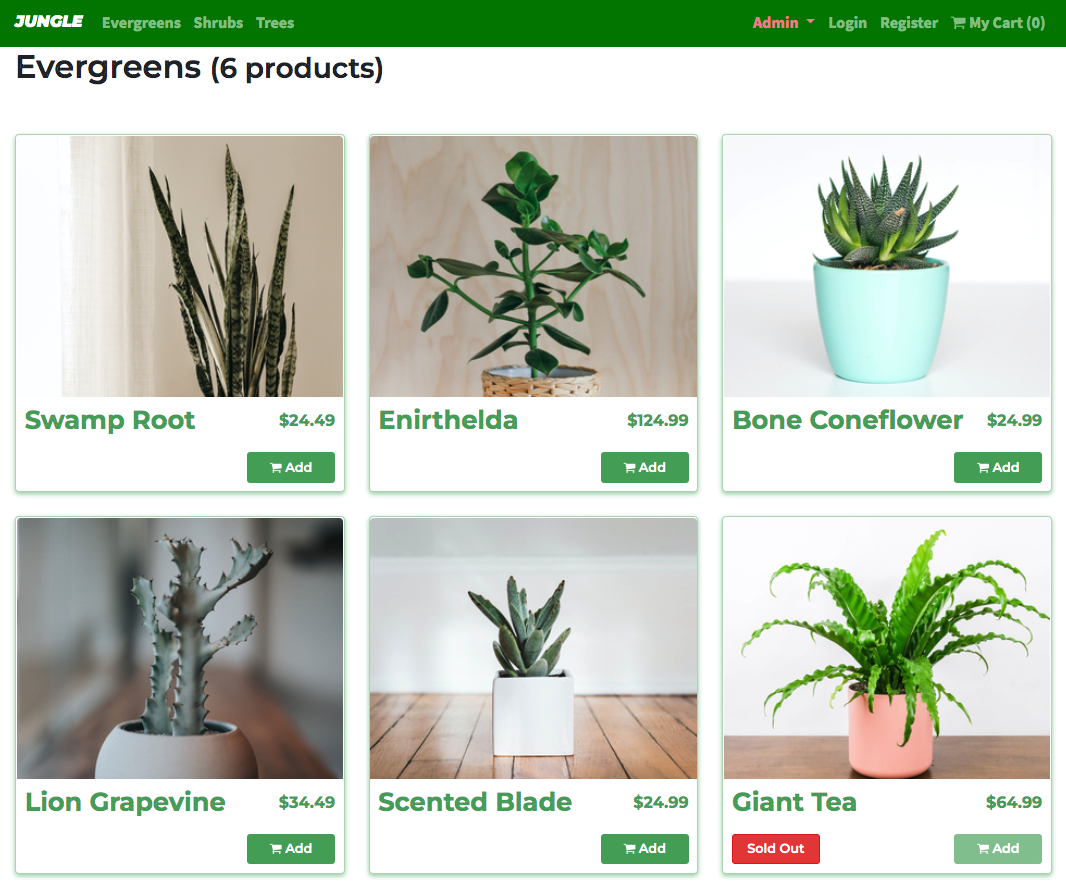 JUNGLE Evergreens Shrubs Trees Admin Login Register My Cart (0)
Evergreens (6 products)
Swamp Root $24.49
Add
Enirthelda $124.99
Add
Bone Coneflower $24.99
Add
Lion Grapevine $34.49
Add
Scented Blade $24.99
Add
Giant Tea $64.99
Sold Out Add